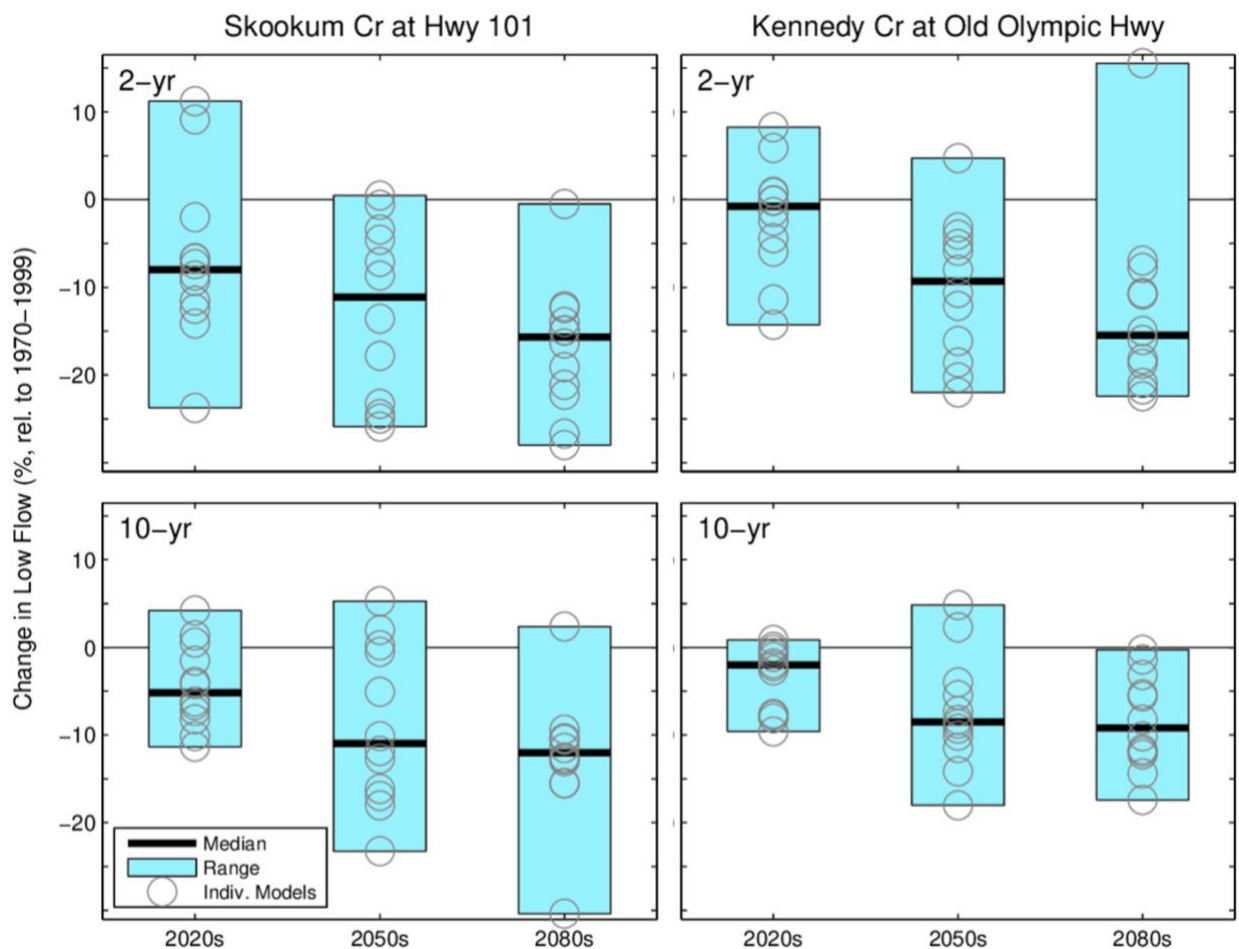 Skookum Cr at Hwy 101
Kennedy Cr at Old Olympic Hwy
Change in Low Flow (%, rel. to 1970−1999)
2−yr
10
0
−10
−20
2−yr
10−yr
10
0
−10
−20
Median
Range
Indiv. Models
2020s 2050s 2080s
10−yr
2020s 2050s 2080s